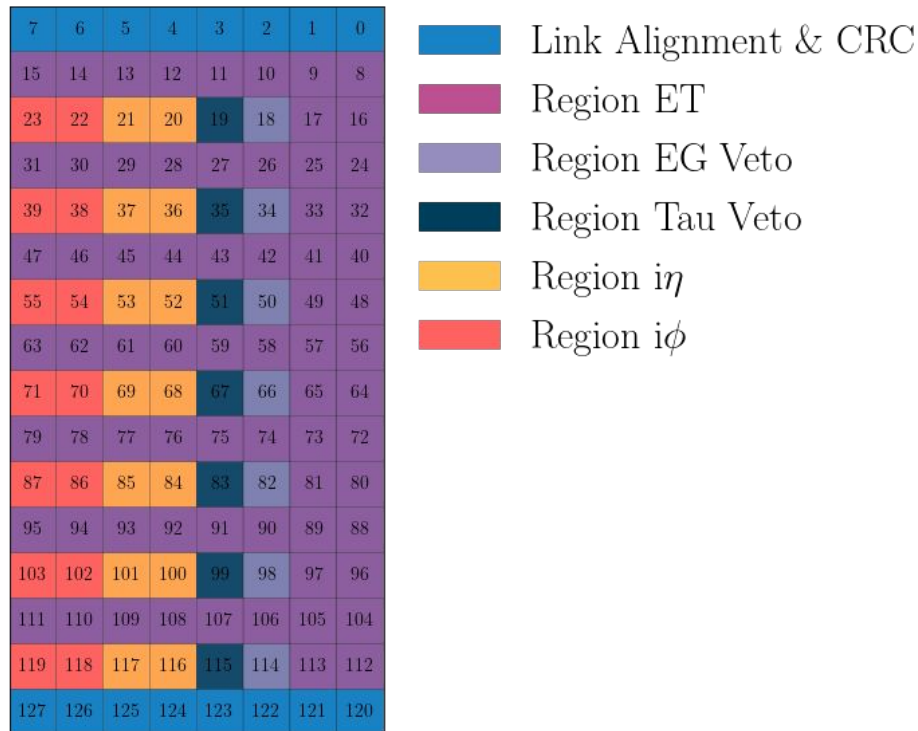 7 6 5 4 3 2 1 0
15 14 13 12 11 10 9 8
23 22 21 20 19 18 17 16
31 30 29 28 27 26 25 24
39 38 37 36 35 34 33 32
47 46 45 44 43 42 41 40
55 54 53 52 51 50 49 48
63 62 61 60 59 58 57 56
71 70 69 68 67 66 65 64
79 78 77 76 75 74 73 72
87 86 85 84 83 82 81 80
95 94 93 92 91 90 89 88
103 102 101 100 99 98 97 96
111 110 109 108 107 106 105 104
119 118 117 116 115 114 113 112
127 126 125 124 123 122 121 120
Link Alignment & CRC
Region ET
Region EG Veto
Region Tau Veto
Region iη
Region iϕ